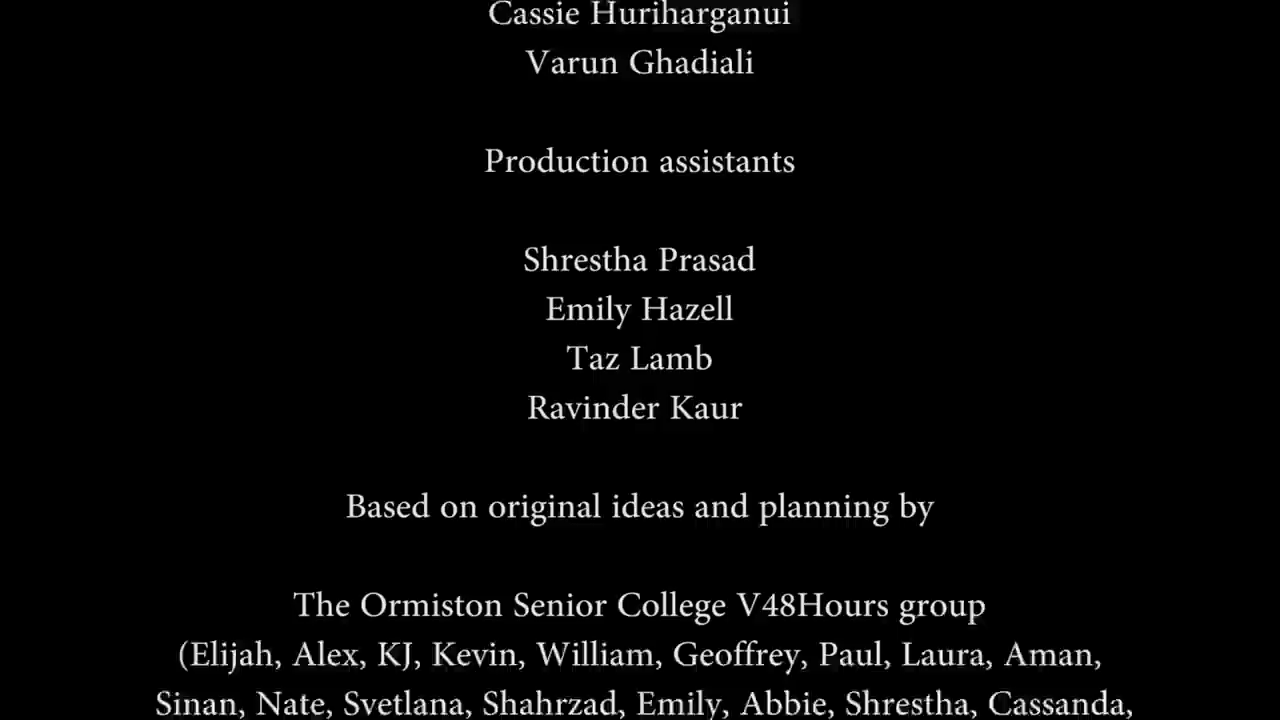 Cassie Huriharganui
Varun Ghadiali
Production assistants
Shrestha Prasad
Emily Hazell
Taz Lamb
Ravinder Kaur
Based on original ideas and planning by
The Ormiston Senior College V48Hours group
(Elijah, Alex, KJ, Kevin, William, Geoffrey, Paul, Laura, Aman,
Sinan, Nate, Svetlana, Shahrzad, Emily, Abbie, Shrestha, Cassanda,